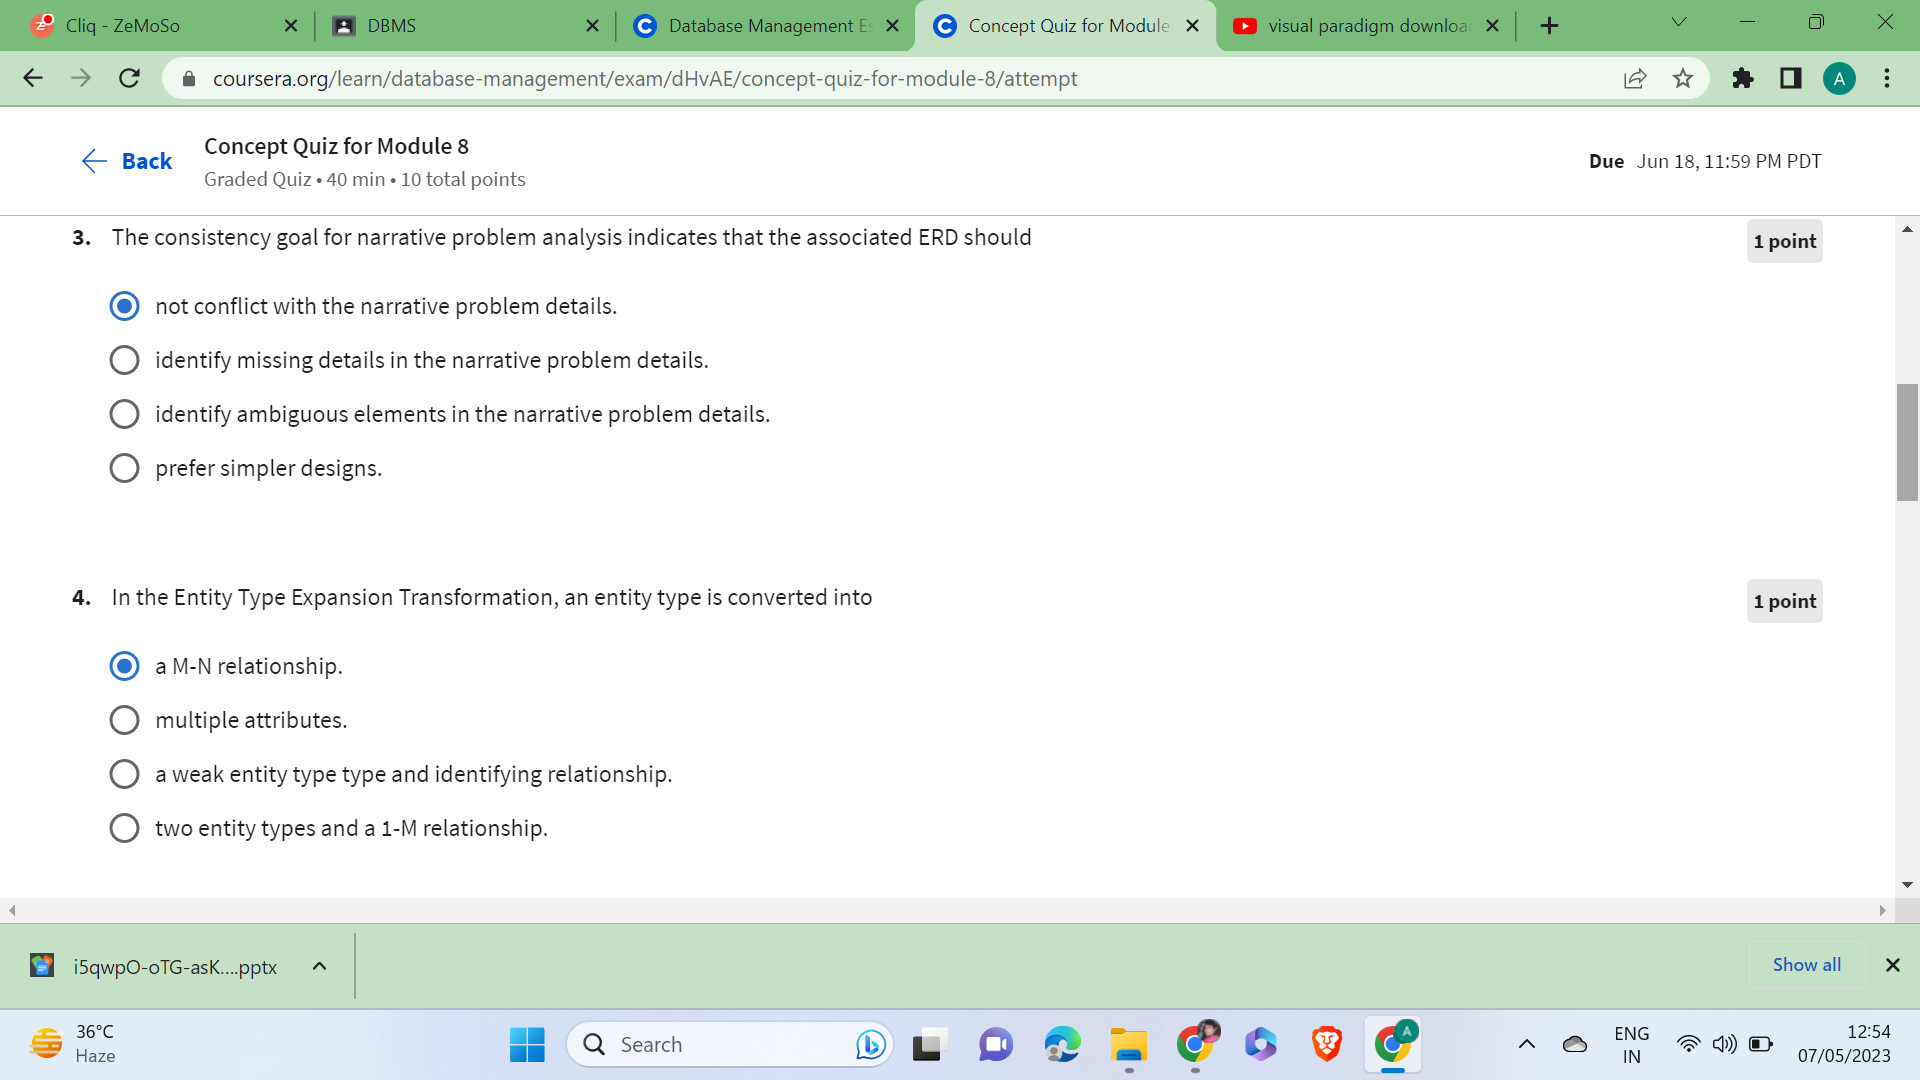 Cliq - ZeMoSo
DBMS
Database Management Es
Concept Quiz for Module
visual paradigm download
coursera.org/learn/database-management/exam/dHvAE/concept-quiz-for-module-8/attempt
A
Back
Concept Quiz for Module 8
Graded Quiz • 40 min • 10 total points
Due Jun 18, 11:59 PM PDT
3. The consistency goal for narrative problem analysis indicates that the associated ERD should
1 point
not conflict with the narrative problem details.
identify missing details in the narrative problem details.
identify ambiguous elements in the narrative problem details.
prefer simpler designs.
4. In the Entity Type Expansion Transformation, an entity type is converted into
1 point
a M-N relationship.
multiple attributes.
a weak entity type type and identifying relationship.
two entity types and a 1-M relationship.
i5qwpO-oTG-asK....pptx
Show all
36°C
Haze
Search
A
ENG
IN
12:54
07/05/2023